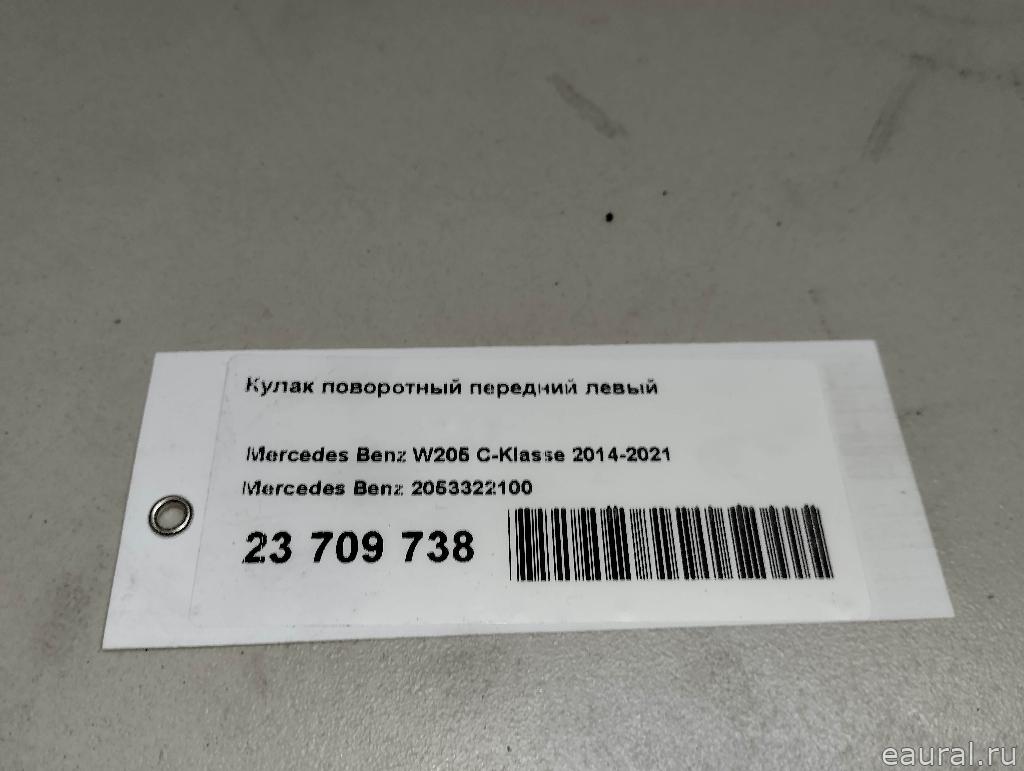 Кулак поворотный передний левый
Mercedes Benz W205 C-Klasse 2014-2021
Mercedes Benz 2053322100
23 709 738
eaural.ru